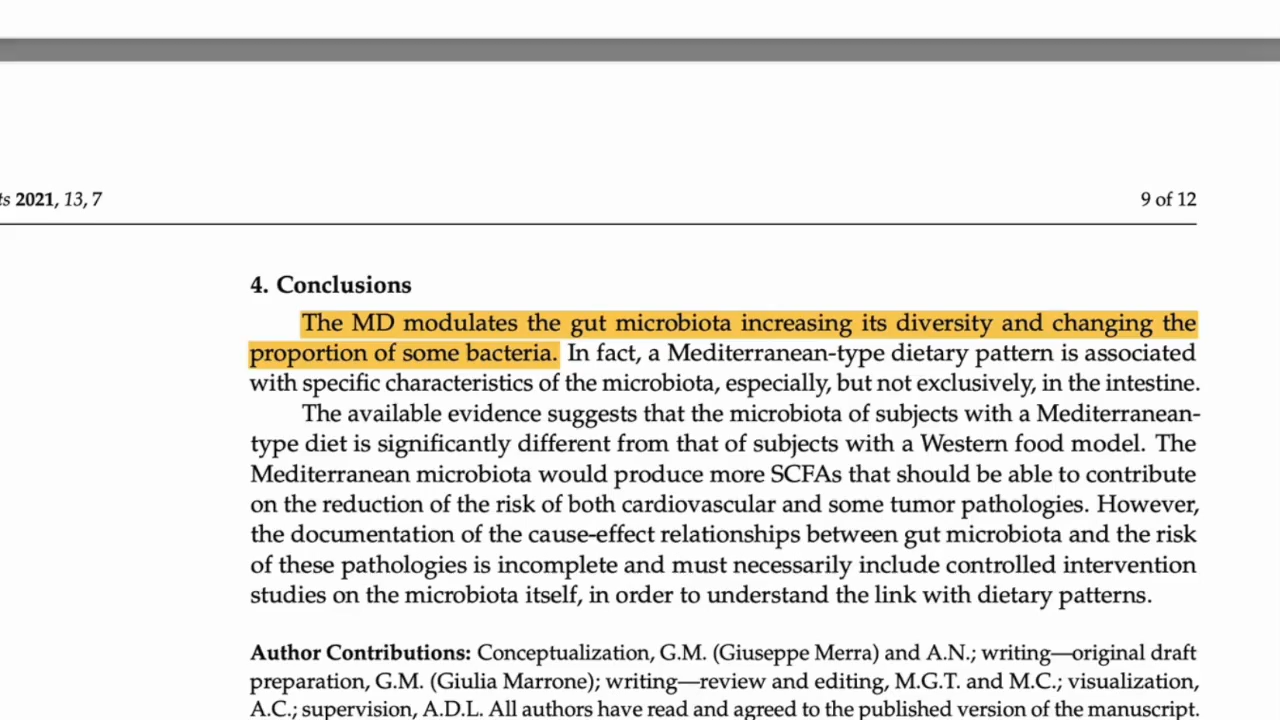 ts 2021, 13, 7
9 of 12
4. Conclusions
The MD modulates the gut microbiota increasing its diversity and changing the
proportion of some bacteria. In fact, a Mediterranean-type dietary pattern is associated
with specific characteristics of the microbiota, especially, but not exclusively, in the intestine.
The available evidence suggests that the microbiota of subjects with a Mediterranean-
type diet is significantly different from that of subjects with a Western food model. The
Mediterranean microbiota would produce more SCFAs that should be able to contribute
on the reduction of the risk of both cardiovascular and some tumor pathologies. However,
the documentation of the cause-effect relationships between gut microbiota and the risk
of these pathologies is incomplete and must necessarily include controlled intervention
studies on the microbiota itself, in order to understand the link with dietary patterns.
Author Contributions: Conceptualization, G.M. (Giuseppe Merra) and A.N.; writing—original draft
preparation, G.M. (Giulia Marrone); writing—review and editing, M.G.T. and M.C.; visualization,
A.C.; supervision, A.D.L. All authors have read and agreed to the published version of the manuscript.